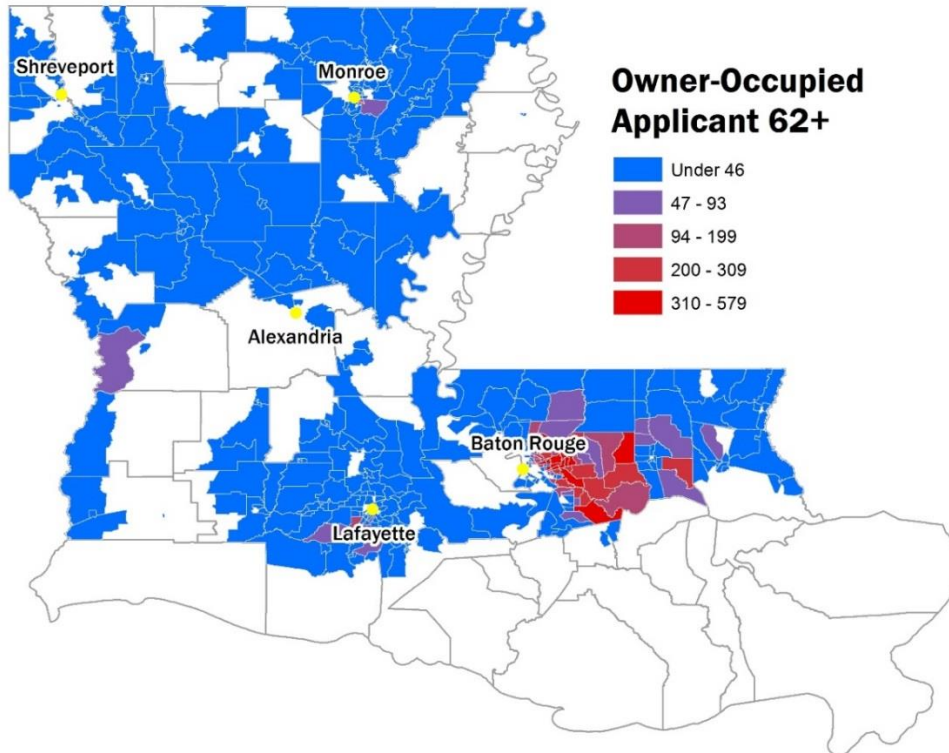 Shreveport
Monroe
Owner-Occupied
Applicant 62+
Under 46
47 - 93
94 - 199
200 - 309
310 - 579
Alexandria
Baton Rouge
Lafayette